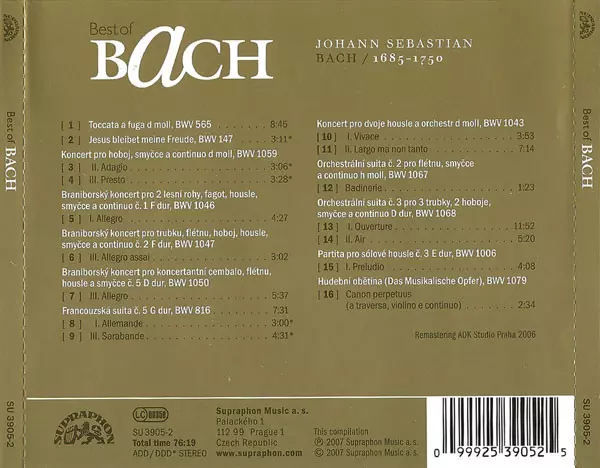 Best of
BACH
JOHANN SEBASTIAN
BACH / 1685-1750
[ 1 ] Toccata a fuga d moll, BWV 565 . . . . . . . . 8:45
[ 2 ] Jesus bleibet meine Freude, BWV 147 . . . . 3:11*
Koncert pro hoboj, smyčce a continuo d moll, BWV 1059
[ 3 ] II. Adagio . . . . . . . . 3:06*
[ 4 ] III. Presto . . . . . . . . 3:28*
Braniborský koncert pro 2 lesní rohy, fagot, housle,
smyčce a continuo č. 1 F dur, BWV 1046
[ 5 ] I. Allegro . . . . . . . . 4:27
Braniborský koncert pro trubku, flétnu, hoboj, housle,
smyčce a continuo č. 2 F dur, BWV 1047
[ 6 ] III. Allegro assai . . . . . . . . 3:02
Braniborský koncert pro koncertantní cembalo, flétnu,
housle a smyčce č. 5 D dur, BWV 1050
[ 7 ] III. Allegro . . . . . . . . 5:37
Francouzská suita č. 5 G dur, BWV 816 . . . . 7:31
[ 8 ] I. Allemande . . . . . . . . 3:00*
[ 9 ] III. Sarabande . . . . . . . . 4:31*
Koncert pro dvoje housle a orchestr d moll, BWV 1043
[ 10 ] I. Vivace . . . . . . . . 3:53
[ 11 ] II. Largo ma non tanto . . . . . . . . 7:14
Orchestrální suita č. 2 pro flétnu, smyčce
a continuo h moll, BWV 1067
[ 12 ] Badinerie . . . . . . . . 1:23
Orchestrální suita č. 3 pro 3 trubky, 2 hoboje,
smyčce a continuo D dur, BWV 1068
[ 13 ] I. Ouverture . . . . . . . . 11:52
[ 14 ] II. Air . . . . . . . . 5:20
Partita pro sólové housle č. 3 E dur, BWV 1006
[ 15 ] I. Preludio . . . . . . . . 4:08
Hudební obětina (Das Musikalische Opfer), BWV 1079
[ 16 ] Canon perpetuus
(a traversa, violino e continuo) . . . . . . . . 2:34
Remastering ADK Studio Praha 2006
SUPRAPHON
LC 00358
SU 3905-2
Total time 76:19
ADD/DDD* STEREO
Supraphon Music a. s.
Palackého 1
112 99 Prague 1
Czech Republic
This compilation
℗ 2007 Supraphon Music a. s.
© 2007 Supraphon Music a. s.
0 99925 39052 5
Best of BACH
SU 3905-2
Best of BACH
SU 3905-2